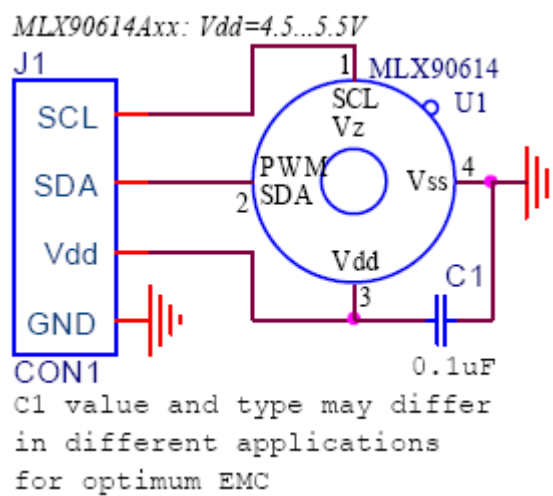 MLX90614Axx: Vdd=4.5...5.5V
J1
1 MLX90614
SCL
SCL
U1
Vz
SDA
PWM
SDA
2
Vss
4
Vdd
Vdd
3
C1
GND
0.1uF
CON1
C1 value and type may differ
in different applications
for optimum EMC